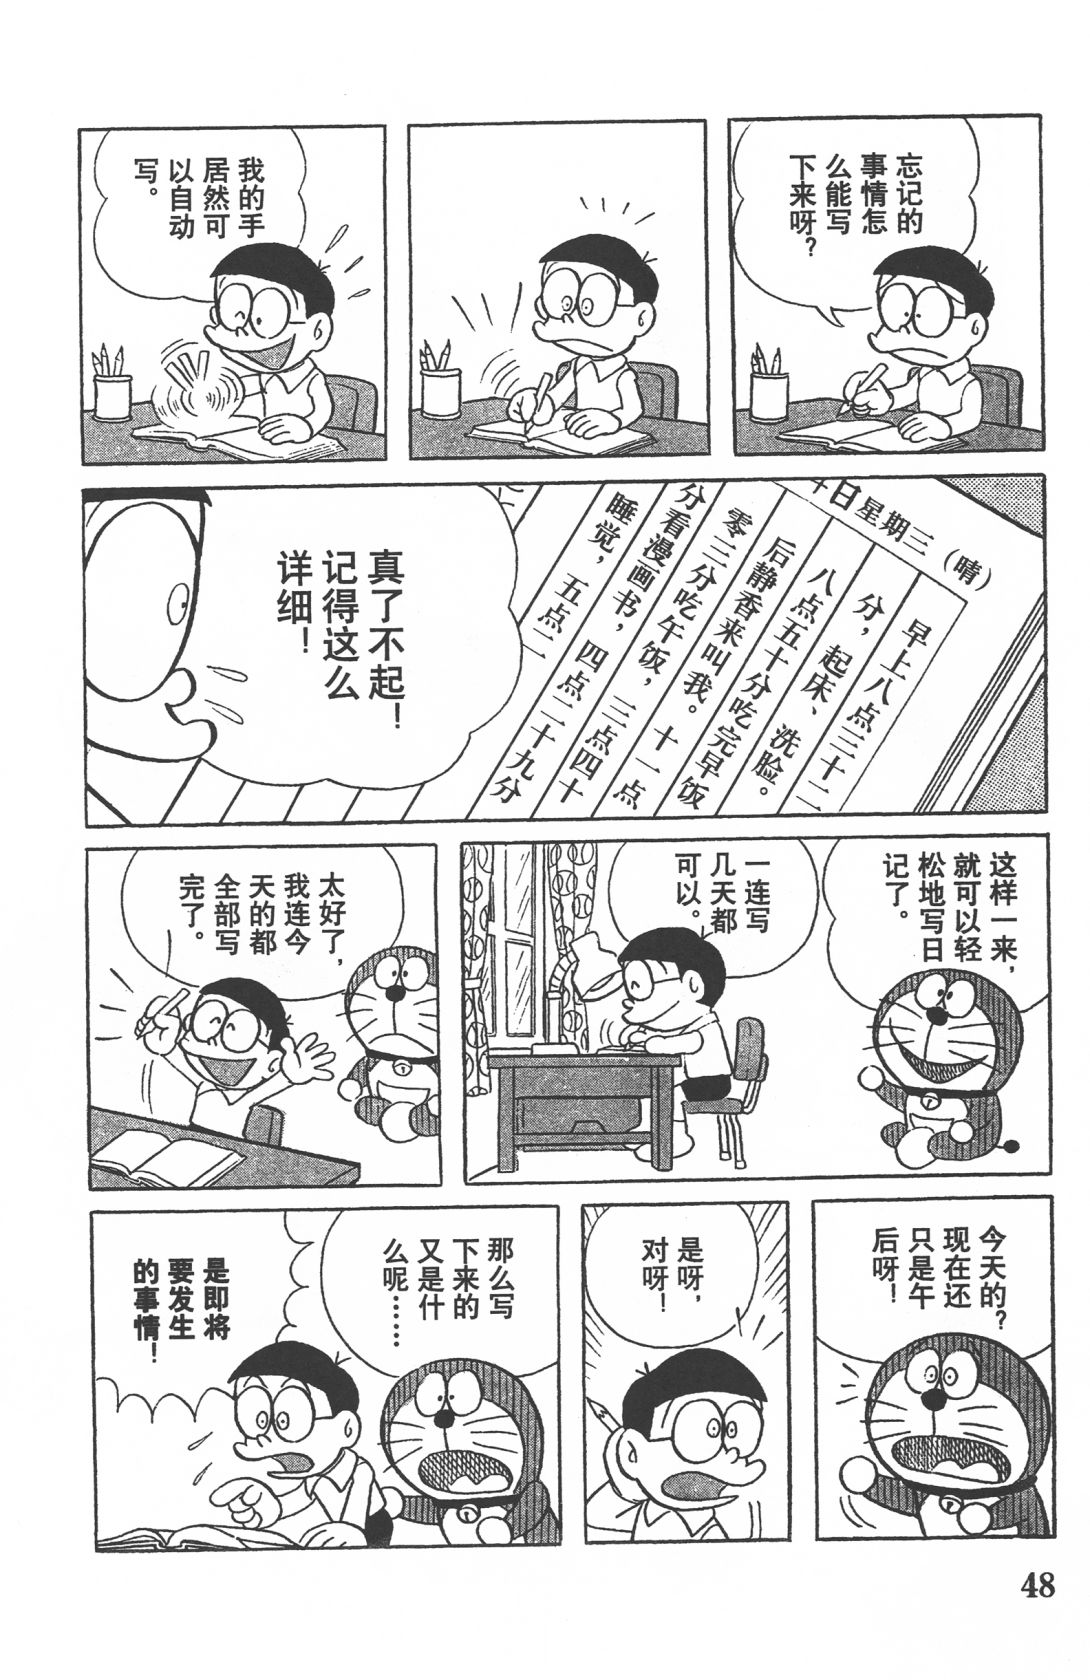 忘记的
事情怎
么能写
下来呀？
我的手
居然可
以自动
写。
日星期三（晴）
早上八点三十二
分，起床、洗脸。
八点五十分吃完早饭
后静香来叫我。十一点
零三分吃午饭，三点四十
分看漫画书，四点二十九分
睡觉，五点二
真了不起！
记得这么
详细！
这样一来，
就可以轻
松地写日
记了。
一连写
几天都
可以。
太好了，
我连今
天的都
全部写
完了。
今天的？
现在还
只是午
后呀！
是呀，
对呀！
那么写
下来的
又是什
么呢……
是即将
要发生
的事情！
48